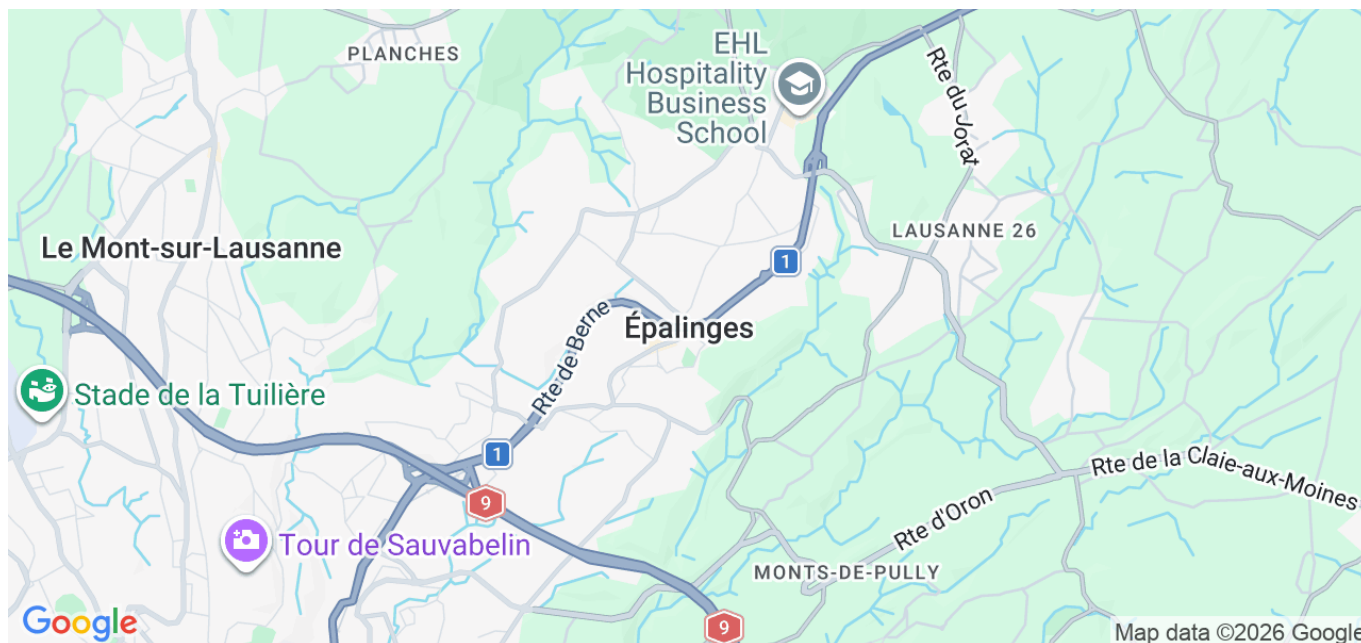 PLANCHES
EHL
Hospitality
Business
School
Rte du Jorat
LAUSANNE 26
Le Mont-sur-Lausanne
1
Épalinges
Rte de Berne
Stade de la Tuilière
1
9
Rte de la Claie-aux-Moines
Rte d'Oron
Tour de Sauvabelin
MONTS-DE-PULLY
9
Google
Map data ©2026 Google